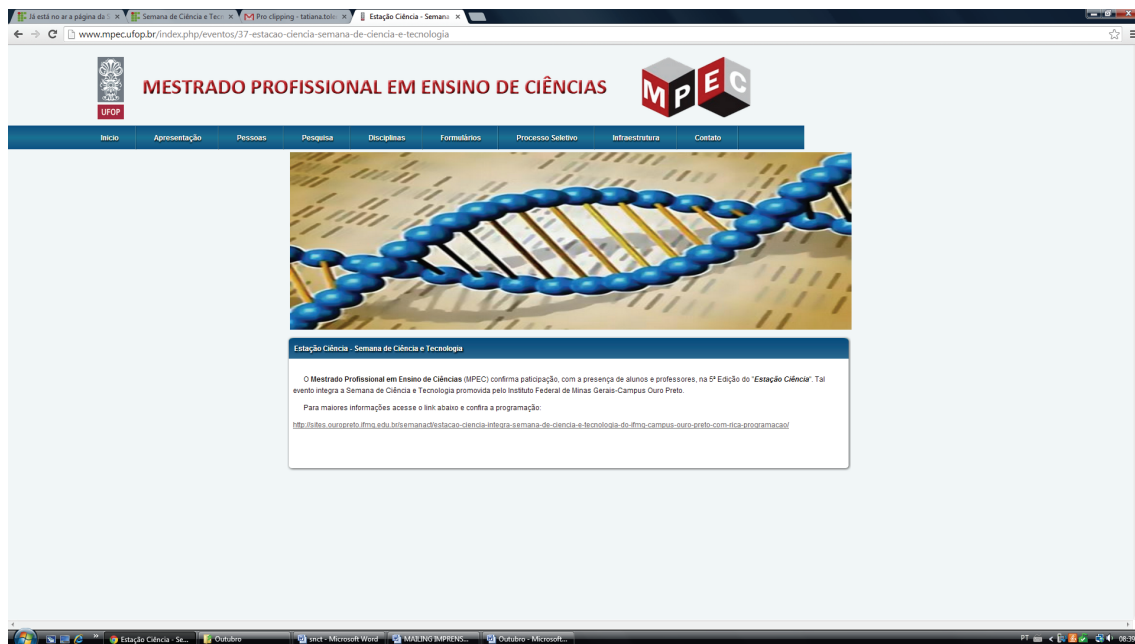 Já está no ar a página da S
Semana de Ciência e Tecn
Pro clipping - tatiana.toled
Estação Ciência - Semana
www.mpec.ufop.br/index.php/eventos/37-estacao-ciencia-semana-de-ciencia-e-tecnologia
UFOP
MESTRADO PROFISSIONAL EM ENSINO DE CIÊNCIAS
MPEC
Início Apresentação Pessoas Pesquisa Disciplinas Formulários Processo Seletivo Infraestrutura Contato
Estação Ciência - Semana de Ciência e Tecnologia
O Mestrado Profissional em Ensino de Ciências (MPEC) confirma paticipação, com a presença de alunos e professores, na 5ª Edição do "Estação Ciência". Tal
evento integra a Semana de Ciência e Tecnologia promovida pelo Instituto Federal de Minas Gerais-Campus Ouro Preto.
Para maiores informações acesse o link abaixo e confira a programação:
http://sites.ouropreto.ifmg.edu.br/semanact/estacao-ciencia-integra-semana-de-ciencia-e-tecnologia-do-ifmg-campus-ouro-preto-com-rica-programacao/
Estação Ciência - Se... Outubro snct - Microsoft Word MAILING IMPRENS... Outubro - Microsoft... PT 08:39